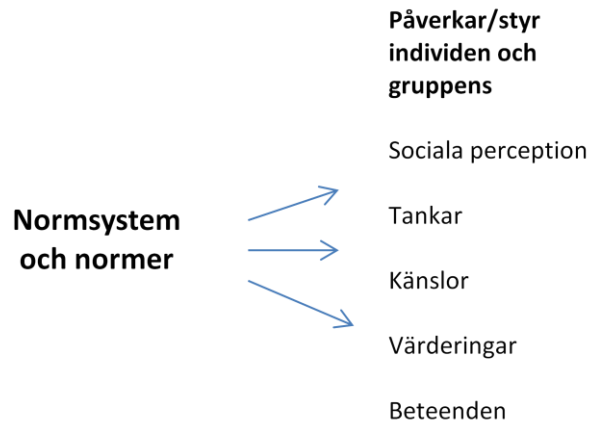 Påverkar/styr
individen och
gruppens
Sociala perception
Normsystem
och normer
Tankar
Känslor
Värderingar
Beteenden